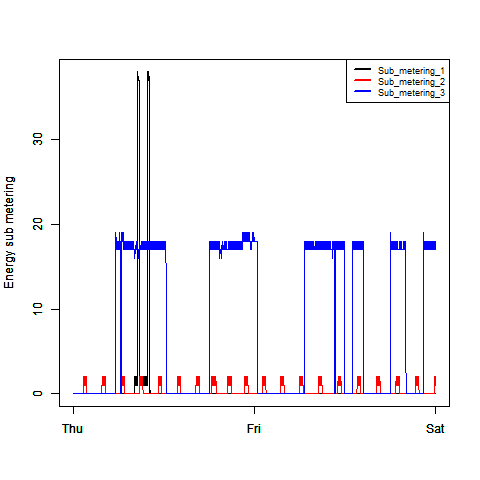 Sub_metering_1
Sub_metering_2
Sub_metering_3
Energy sub metering
30
20
10
0
Thu
Fri
Sat